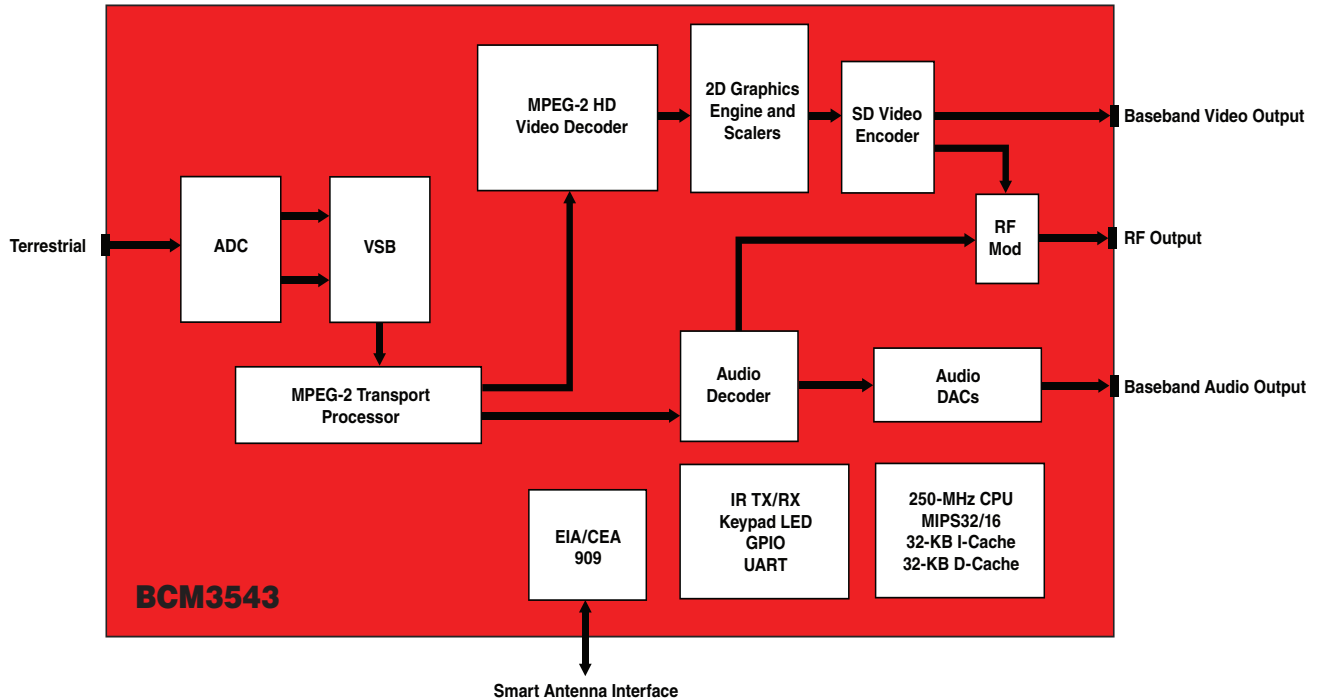 MPEG-2 HD
Video Decoder
2D Graphics
Engine and
Scalers
SD Video
Encoder
Baseband Video Output
Terrestrial
ADC
VSB
RF
Mod
RF Output
MPEG-2 Transport
Processor
Audio
Decoder
Audio
DACs
Baseband Audio Output
EIA/CEA
909
IR TX/RX
Keypad LED
GPIO
UART
250-MHz CPU
MIPS32/16
32-KB I-Cache
32-KB D-Cache
BCM3543
Smart Antenna Interface